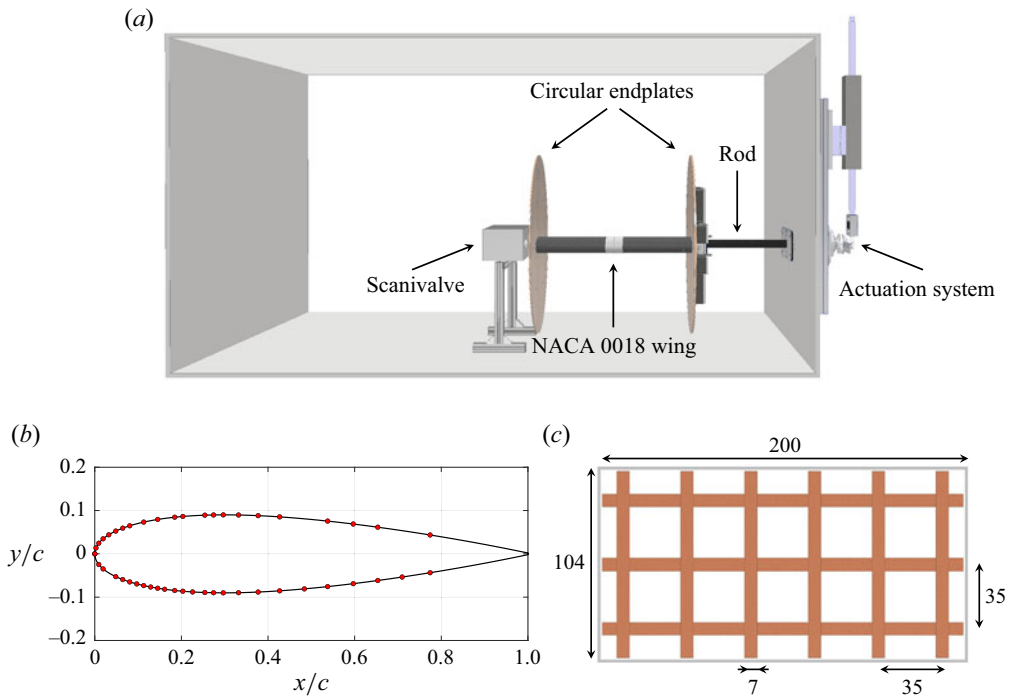 (a)
Circular endplates
Rod
Scanivalve
Actuation system
NACA 0018 wing
(b)
0.2
0.1
y/c
0
–0.1
–0.2
0
0.2
0.4
0.6
0.8
1.0
x/c
(c)
200
104
35
7
35